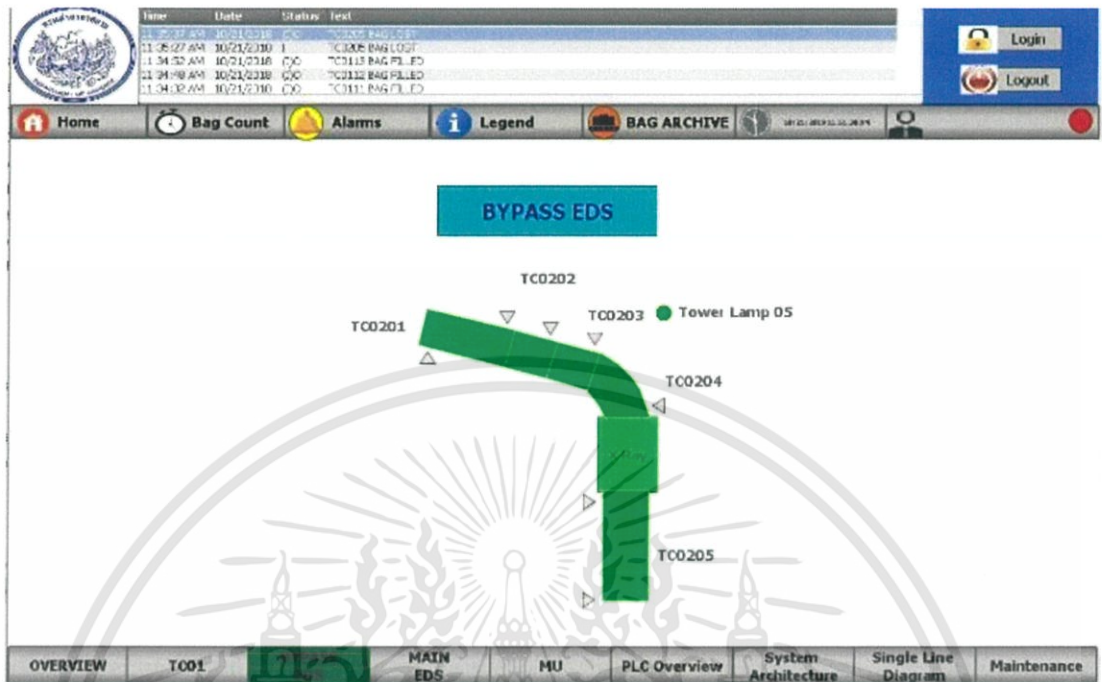 Time Date Status Text
11:35:37 AM 10/21/2018 (I)O TC0205 BAG LOST
11:35:27 AM 10/21/2018 I TC0205 BAG LOST
11:34:52 AM 10/21/2018 (I)O TC0113 BAG FILLED
11:34:48 AM 10/21/2018 (I)O TC0112 BAG FILLED
11:34:32 AM 10/21/2018 (I)O TC0111 BAG FILLED
Login
Logout
Home Bag Count Alarms Legend BAG ARCHIVE
BYPASS EDS
TC0202
TC0201
TC0203 Tower Lamp 05
TC0204
X-Ray
TC0205
OVERVIEW TC01 MAIN EDS MU PLC Overview System Architecture Single Line Diagram Maintenance